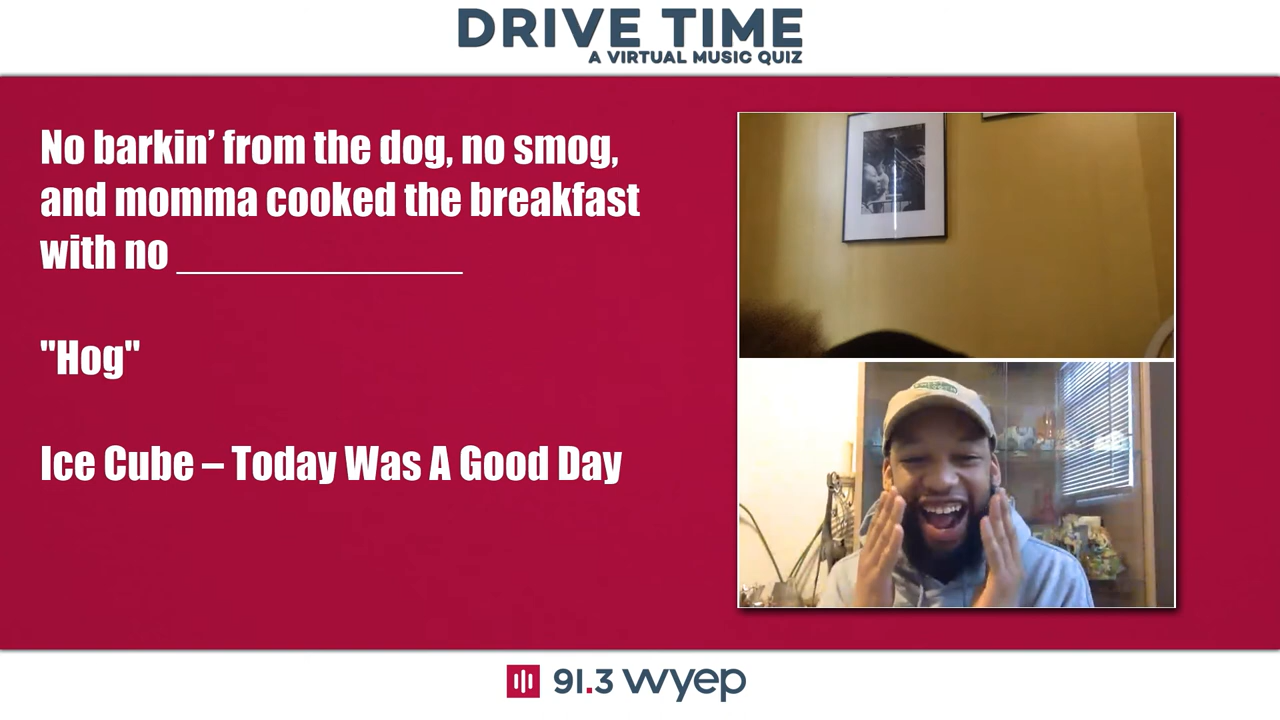 DRIVE TIME
A VIRTUAL MUSIC QUIZ
No barkin’ from the dog, no smog,
and momma cooked the breakfast
with no ______________
"Hog"
Ice Cube – Today Was A Good Day
91.3 wyep